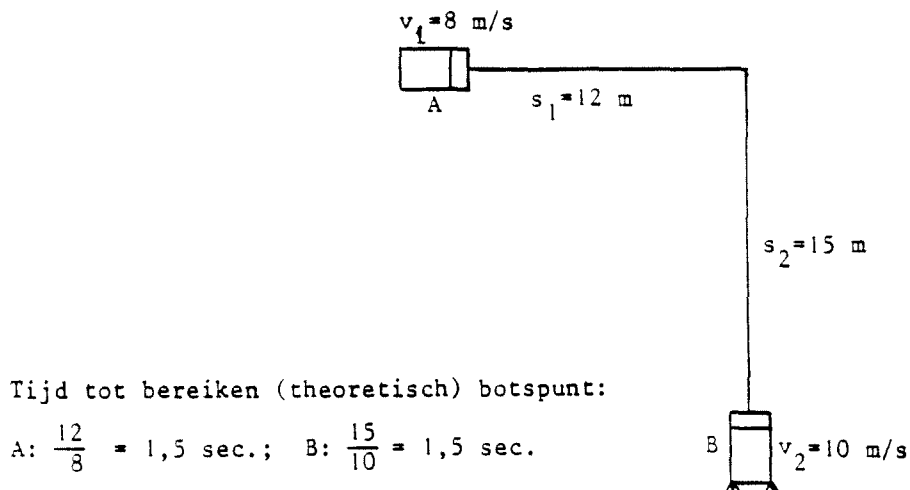 v₁=8 m/s
A
s₁=12 m
s₂=15 m
Tijd tot bereiken (theoretisch) botspunt:
A: 12/8 = 1,5 sec.; B: 15/10 = 1,5 sec.
B
v₂=10 m/s